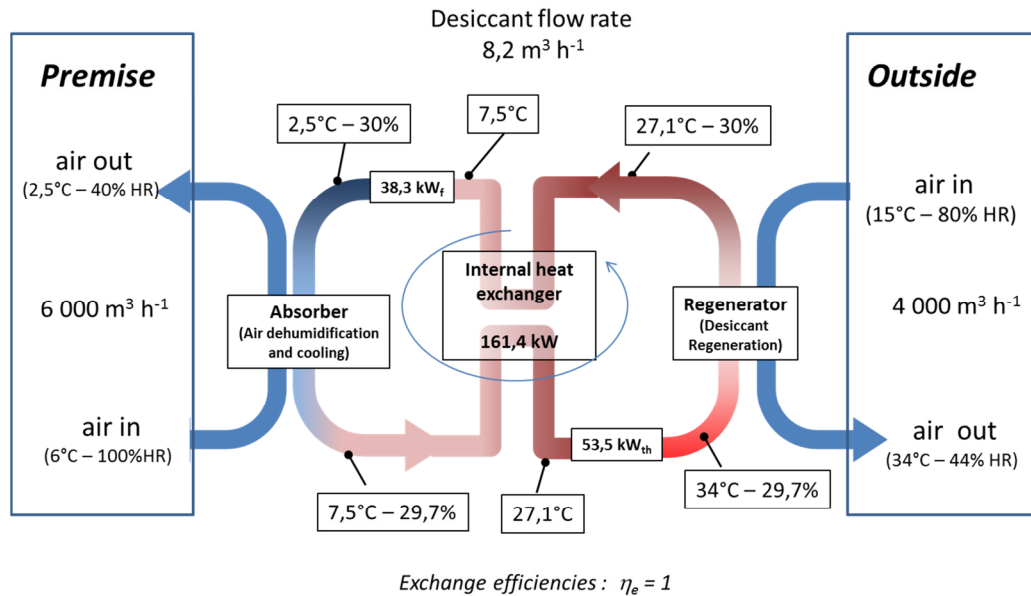 Desiccant flow rate
8,2 m³ h⁻¹
Premise
Outside
2,5°C – 30%
7,5°C
27,1°C – 30%
air out
(2,5°C – 40% HR)
38,3 kWf
air in
(15°C – 80% HR)
Internal heat
exchanger
161,4 kW
6 000 m³ h⁻¹
Absorber
(Air dehumidification
and cooling)
Regenerator
(Desiccant
Regeneration)
4 000 m³ h⁻¹
air in
(6°C – 100%HR)
53,5 kWth
air out
(34°C – 44% HR)
7,5°C – 29,7%
27,1°C
34°C – 29,7%
Exchange efficiencies : ηe = 1